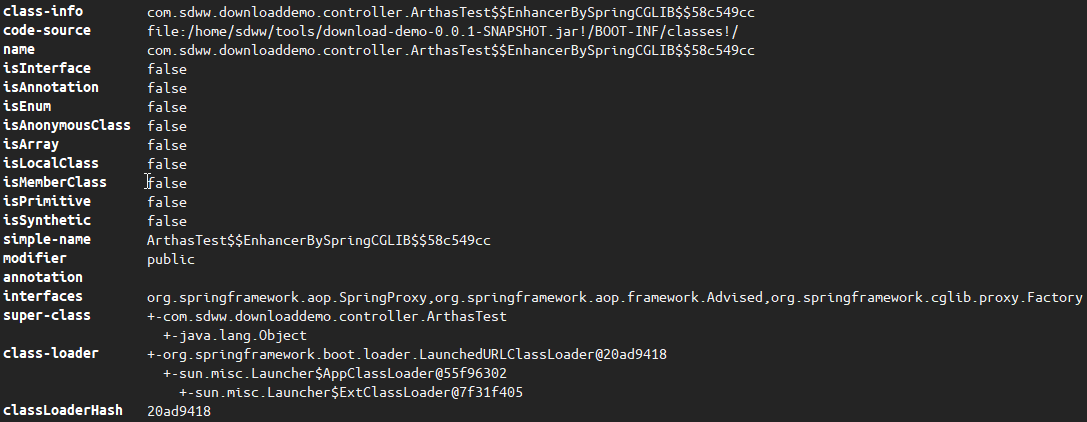 class-info com.sdww.downloaddemo.controller.ArthasTest$$EnhancerBySpringCGLIB$$58c549cc
code-source file:/home/sdww/tools/download-demo-0.0.1-SNAPSHOT.jar!/BOOT-INF/classes!/
name com.sdww.downloaddemo.controller.ArthasTest$$EnhancerBySpringCGLIB$$58c549cc
isInterface false
isAnnotation false
isEnum false
isAnonymousClass false
isArray false
isLocalClass false
isMemberClass false
isPrimitive false
isSynthetic false
simple-name ArthasTest$$EnhancerBySpringCGLIB$$58c549cc
modifier public
annotation
interfaces org.springframework.aop.SpringProxy,org.springframework.aop.framework.Advised,org.springframework.cglib.proxy.Factory
super-class +-com.sdww.downloaddemo.controller.ArthasTest
+-java.lang.Object
class-loader +-org.springframework.boot.loader.LaunchedURLClassLoader@20ad9418
+-sun.misc.Launcher$AppClassLoader@55f96302
+-sun.misc.Launcher$ExtClassLoader@7f31f405
classLoaderHash 20ad9418